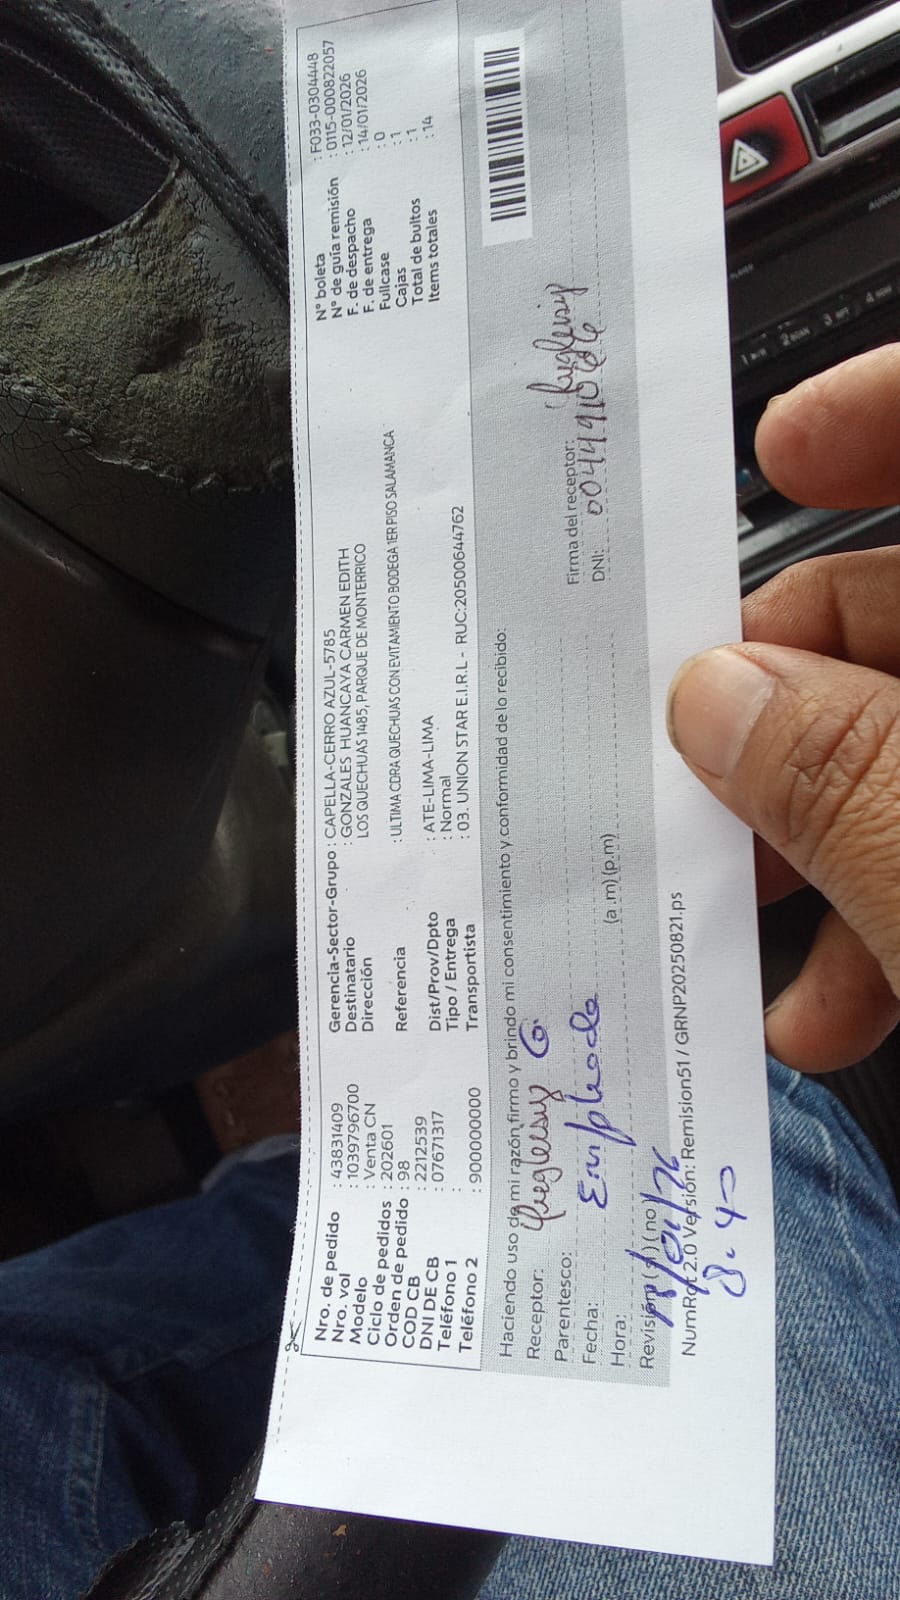 Nro. de pedido : 43831409
Nro. vol : 1039796700
Modelo : Venta CN
Ciclo de pedidos : 202601
Orden de pedido : 98
COD CB : 2212539
DNI DE CB : 07671317
Teléfono 1 :
Teléfono 2 : 900000000
Gerencia-Sector-Grupo : CAPELLA-CERRO AZUL-5785
Destinatario : GONZALES HUANCAYA CARMEN EDITH
Dirección LOS QUECHUAS 1485, PARQUE DE MONTERRICO
Referencia : ULTIMA CDRA QUECHUAS CON EVITAMIENTO BODEGA 1ER PISO SALAMANCA
Dist/Prov/Dpto : ATE-LIMA-LIMA
Tipo / Entrega : Normal
Transportista : 03. UNION STAR E.I.R.L - RUC:20500644762
N° boleta : F033-0304448
N° de guía remisión : 0115-000822057
F. de despacho : 12/01/2026
F. de entrega : 14/01/2026
Fullcase : 0
Cajas : 1
Total de bultos : 1
Items totales : 14
Haciendo uso de mi razón, firmo y brindo mi consentimiento y conformidad de lo recibido:
Receptor: G.
Parentesco: Empleado
Fecha:
Hora: (a.m) (p.m)
Revisión: (si) (no)
Firma del receptor:
DNI:
NumRot 2.0 Versión: Remision51 / GRNP20250821.ps
8:40
AUDIO